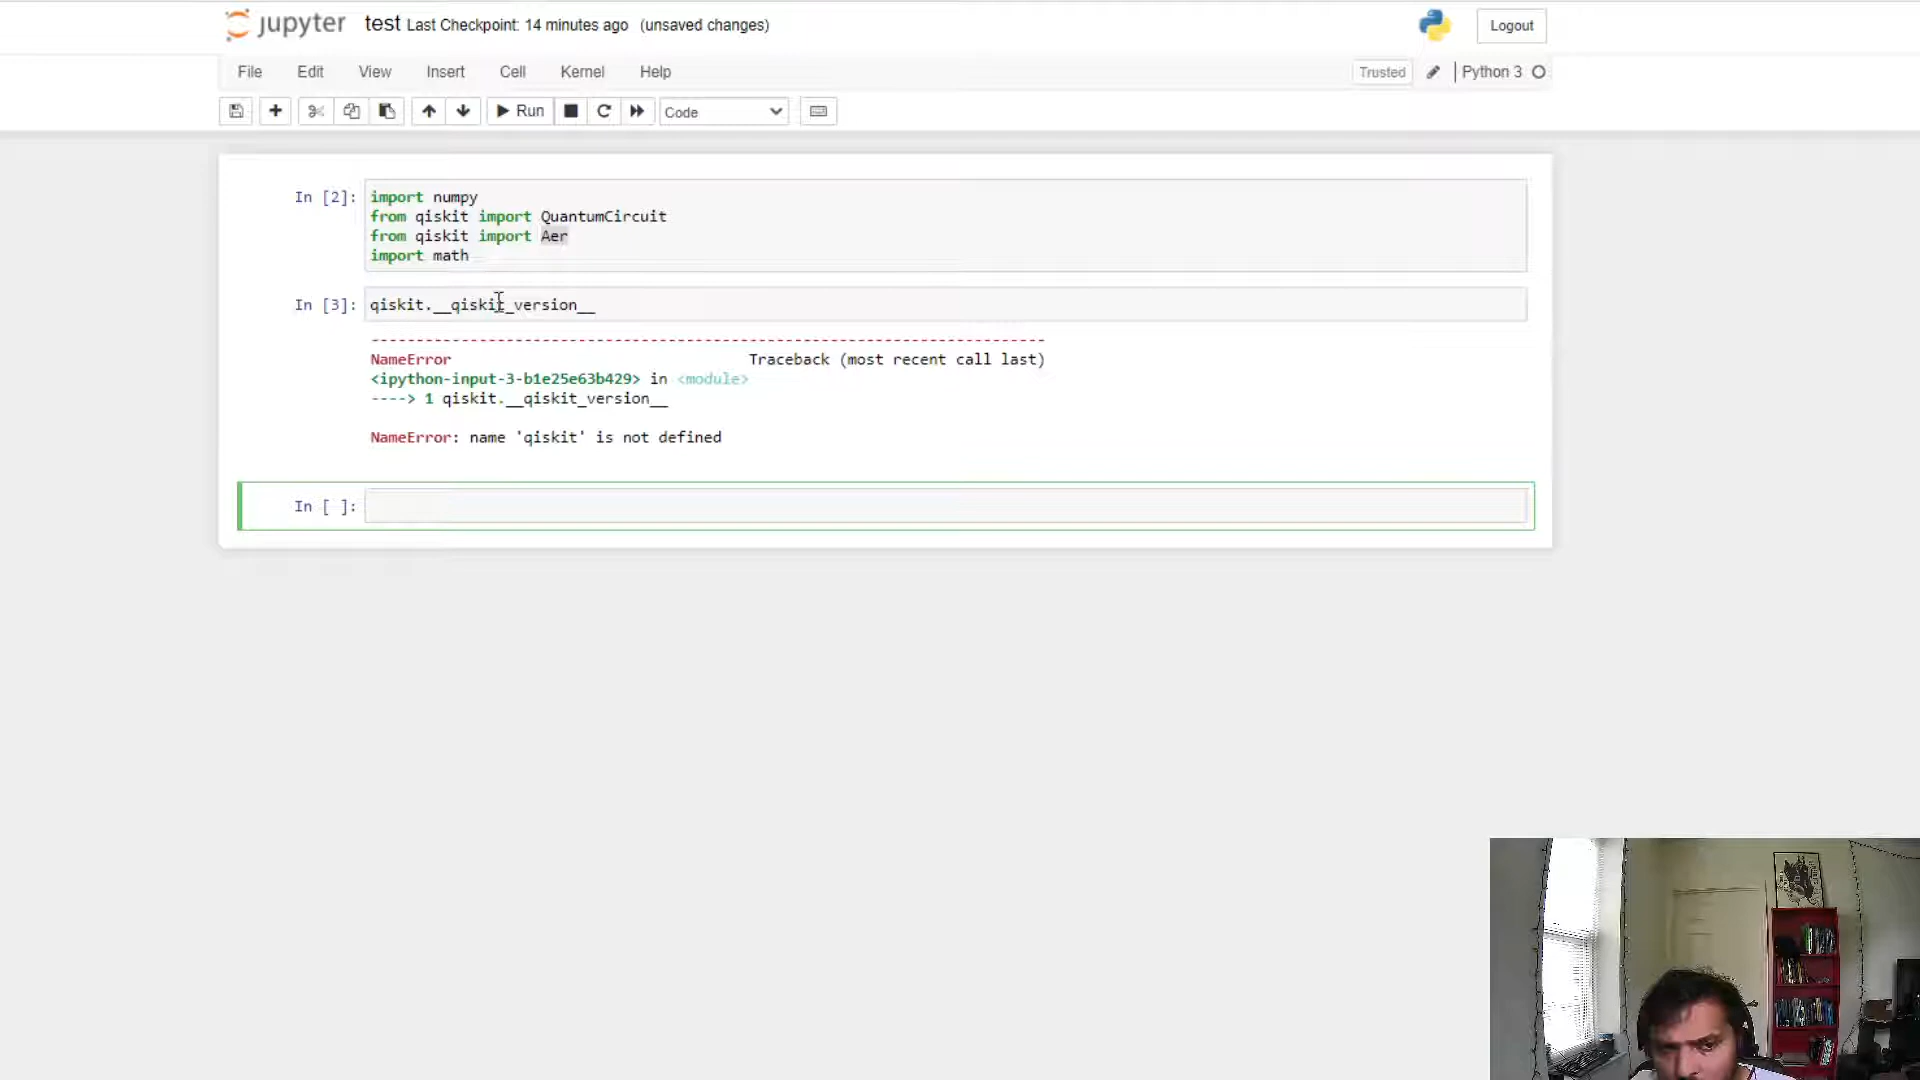 jupyter test Last Checkpoint: 14 minutes ago (unsaved changes) Logout
File Edit View Insert Cell Kernel Help Trusted Python 3
Run Code
In [2]: import numpy
from qiskit import QuantumCircuit
from qiskit import Aer
import math
In [3]: qiskit.__qiskit_version__
---------------------------------------------------------------------------
NameError Traceback (most recent call last)
<ipython-input-3-b1e25e63b429> in <module>
----> 1 qiskit.__qiskit_version__
NameError: name 'qiskit' is not defined
In [ ]: